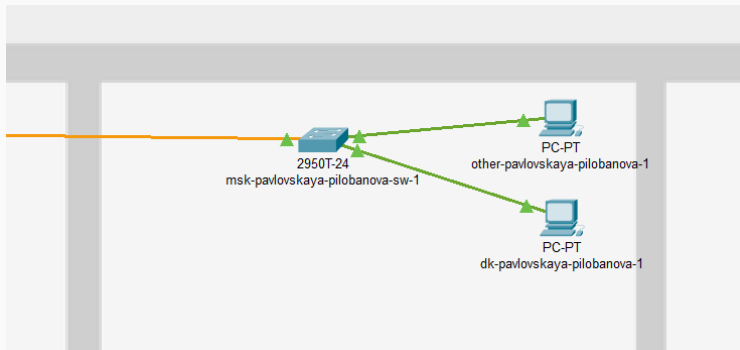 PC-PT
other-pavlovskaya-pilobanova-1
2950T-24
msk-pavlovskaya-pilobanova-sw-1
PC-PT
dk-pavlovskaya-pilobanova-1